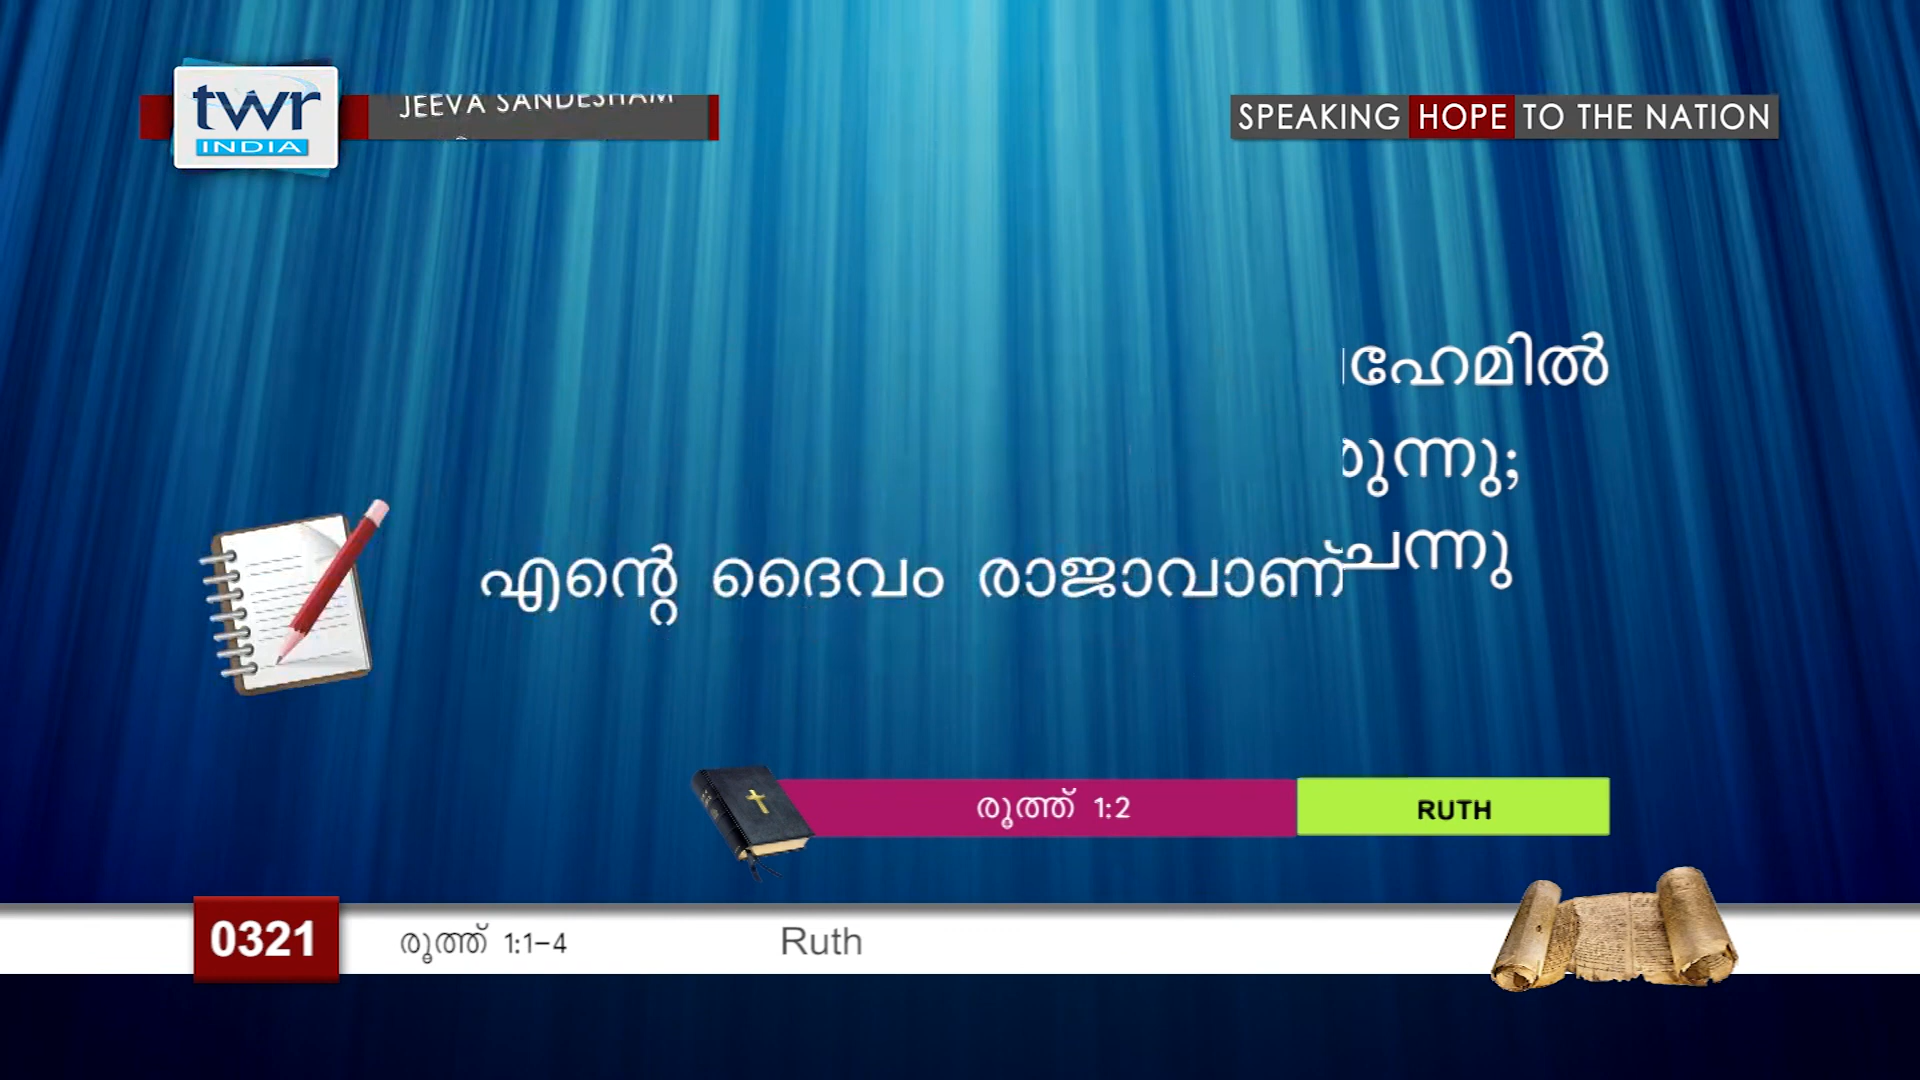 twr
INDIA
JEEVA SANDESHAM
SPEAKING HOPE TO THE NATION
എന്റെ ദൈവം രാജാവാണ്
രൂത്ത് 1:2
RUTH
0321
രൂത്ത് 1:1-4
Ruth